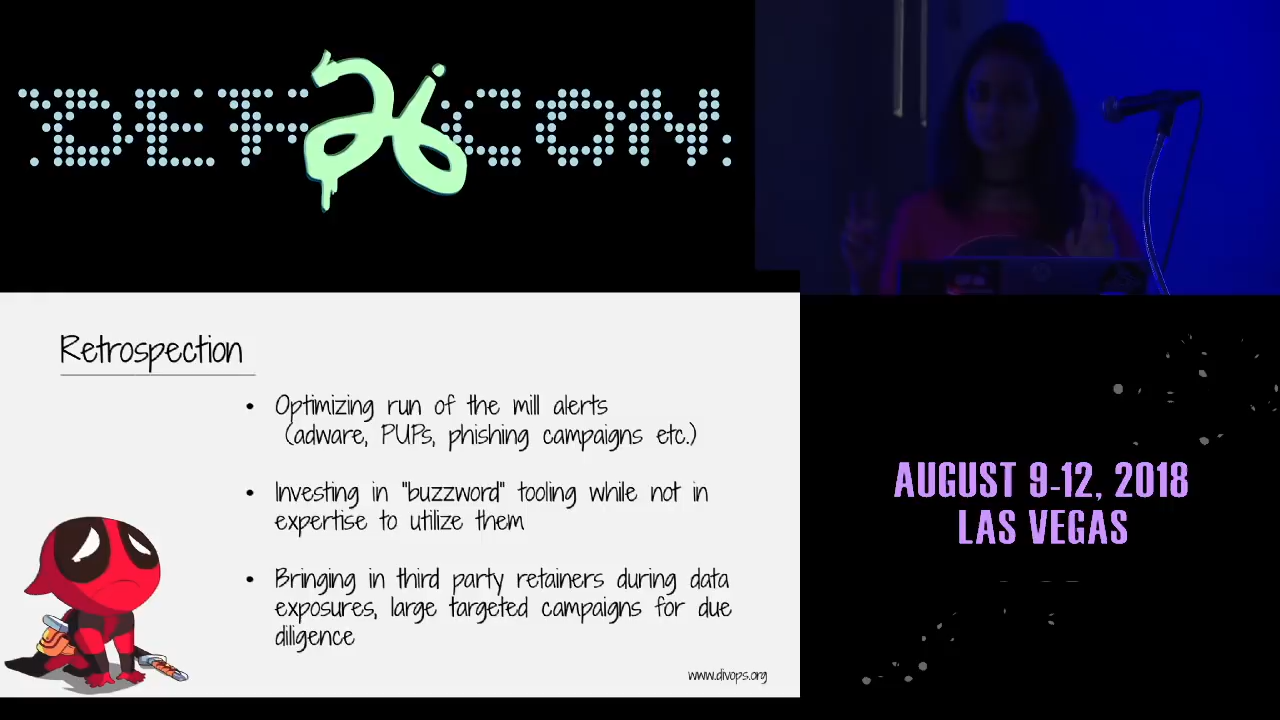 DEF CON
26
Retrospection
• Optimizing run of the mill alerts
(adware, PUPs, phishing campaigns etc.)
• Investing in "buzzword" tooling while not in
expertise to utilize them
• Bringing in third party retainers during data
exposures, large targeted campaigns for due
diligence
www.divops.org
AUGUST 9-12, 2018
LAS VEGAS